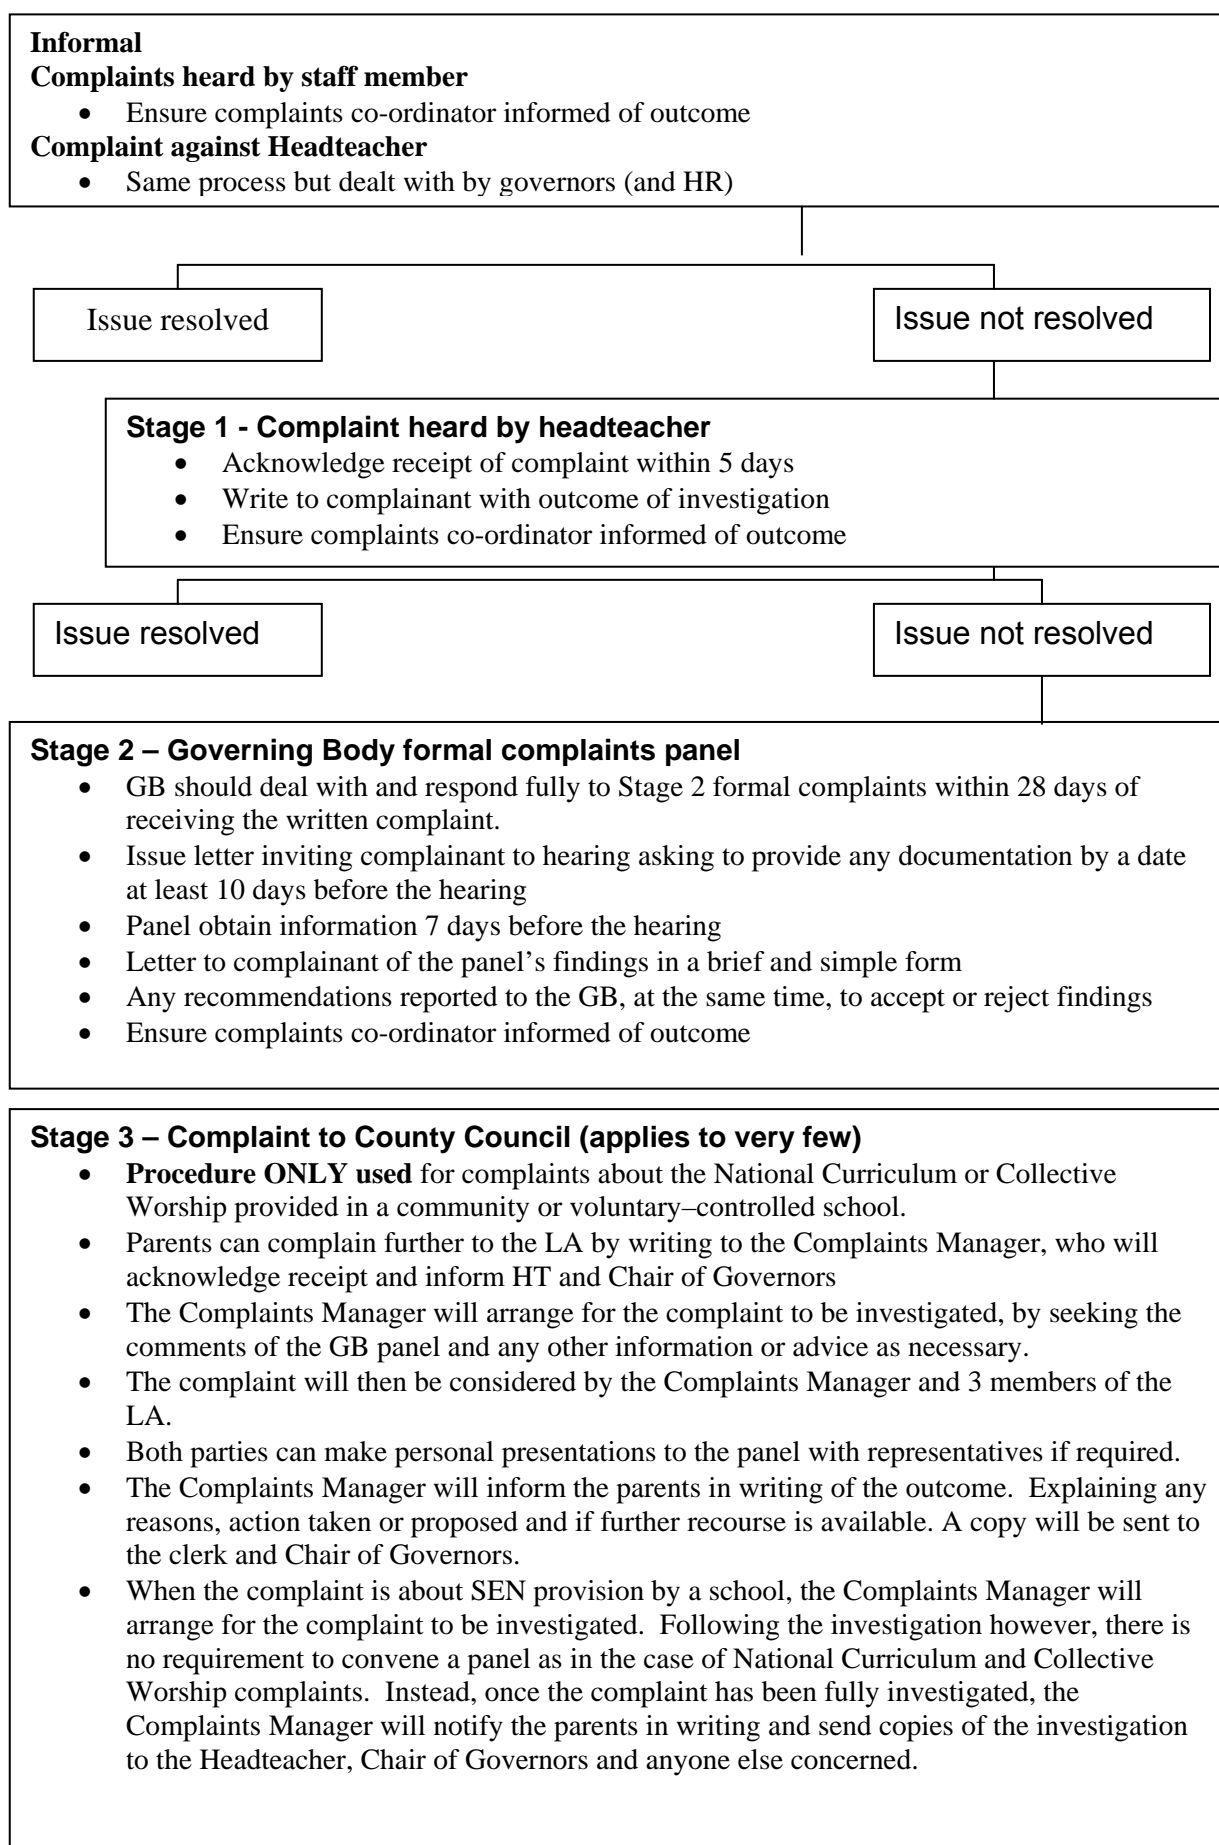 Informal
Complaints heard by staff member
• Ensure complaints co-ordinator informed of outcome
Complaint against Headteacher
• Same process but dealt with by governors (and HR)
Issue resolved
Issue not resolved
Stage 1 - Complaint heard by headteacher
• Acknowledge receipt of complaint within 5 days
• Write to complainant with outcome of investigation
• Ensure complaints co-ordinator informed of outcome
Issue resolved
Issue not resolved
Stage 2 – Governing Body formal complaints panel
• GB should deal with and respond fully to Stage 2 formal complaints within 28 days of
receiving the written complaint.
• Issue letter inviting complainant to hearing asking to provide any documentation by a date
at least 10 days before the hearing
• Panel obtain information 7 days before the hearing
• Letter to complainant of the panel’s findings in a brief and simple form
• Any recommendations reported to the GB, at the same time, to accept or reject findings
• Ensure complaints co-ordinator informed of outcome
Stage 3 – Complaint to County Council (applies to very few)
• Procedure ONLY used for complaints about the National Curriculum or Collective
Worship provided in a community or voluntary–controlled school.
• Parents can complain further to the LA by writing to the Complaints Manager, who will
acknowledge receipt and inform HT and Chair of Governors
• The Complaints Manager will arrange for the complaint to be investigated, by seeking the
comments of the GB panel and any other information or advice as necessary.
• The complaint will then be considered by the Complaints Manager and 3 members of the
LA.
• Both parties can make personal presentations to the panel with representatives if required.
• The Complaints Manager will inform the parents in writing of the outcome.  Explaining any
reasons, action taken or proposed and if further recourse is available. A copy will be sent to
the clerk and Chair of Governors.
• When the complaint is about SEN provision by a school, the Complaints Manager will
arrange for the complaint to be investigated.  Following the investigation however, there is
no requirement to convene a panel as in the case of National Curriculum and Collective
Worship complaints.  Instead, once the complaint has been fully investigated, the
Complaints Manager will notify the parents in writing and send copies of the investigation
to the Headteacher, Chair of Governors and anyone else concerned.